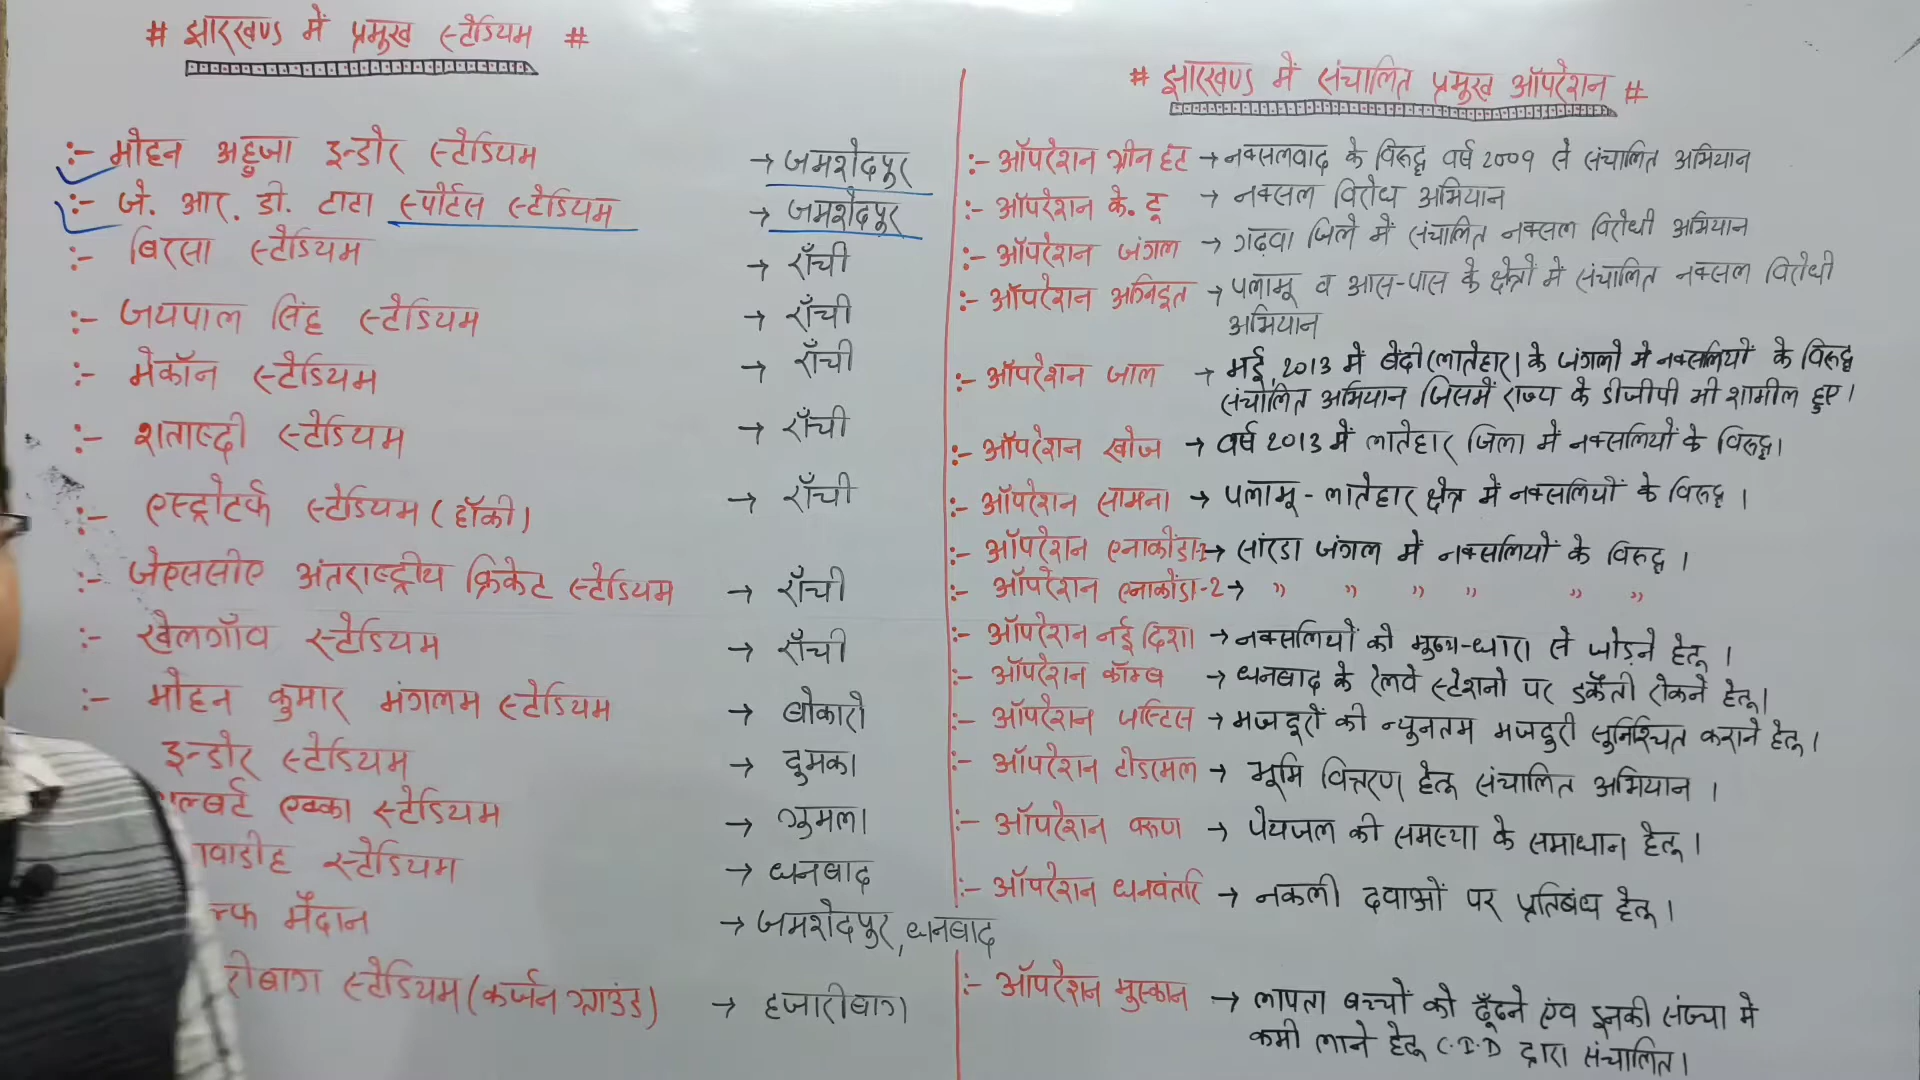 # झारखण्ड में प्रमुख स्टेडियम #
:- मोहन अहुजा इन्डोर स्टेडियम → जमशेदपुर
:- जे. आर. डी. टाटा स्पोर्टस स्टेडियम → जमशेदपुर
:- बिरसा स्टेडियम → राँची
:- जयपाल सिंह स्टेडियम → राँची
:- मेकॉन स्टेडियम → राँची
:- शताब्दी स्टेडियम → राँची
:- एस्ट्रोटर्फ स्टेडियम (हॉकी) → राँची
:- जेएससीए अंतराष्ट्रीय क्रिकेट स्टेडियम → राँची
:- खेलगाँव स्टेडियम → राँची
:- मोहन कुमार मंगलम स्टेडियम → बोकारो
इन्डोर स्टेडियम → दुमका
ल्बर्ट एक्का स्टेडियम → गुमला
वाडीह स्टेडियम → धनबाद
ल्फ मैदान → जमशेदपुर, धनबाद
रीबाग स्टेडियम (कर्जन ग्राउंड) → हजारीबाग
# झारखण्ड में संचालित प्रमुख ऑपरेशन #
:- ऑपरेशन ग्रीन हंट → नक्सलवाद के विरूद्ध वर्ष 2009 से संचालित अभियान
:- ऑपरेशन के. टू → नक्सल विरोध अभियान
:- ऑपरेशन जंगल → गढ़वा जिले में संचालित नक्सल विरोधी अभियान
:- ऑपरेशन अग्निदूत → पलामू व आस-पास के क्षेत्रों में संचालित नक्सल विरोधी
अभियान
:- ऑपरेशन जाल → मई, 2013 में बेंदी (लातेहार) के जंगलो में नक्सलियों के विरूद्ध
संचालित अभियान जिसमें राज्य के डीजीपी भी शामील हुए।
:- ऑपरेशन खोज → वर्ष 2013 में लातेहार जिला में नक्सलियों के विरूद्ध।
:- ऑपरेशन सामना → पलामू-लातेहार क्षेत्र में नक्सलियों के विरूद्ध।
:- ऑपरेशन एनाकोंडा-1 → सांरडा जंगल में नक्सलियों के विरूद्ध।
:- ऑपरेशन एनाकोंडा-2 → " " " " " "
:- ऑपरेशन नई दिशा → नक्सलियों को मुख्य-धारा से जोड़ने हेतू।
:- ऑपरेशन कॉम्ब → धनबाद के रेलवे स्टेशनो पर डकैती रोकने हेतू।
:- ऑपरेशन जस्टिस → मजदूरों की न्युनतम मजदुरी सुनिश्चित कराने हेतू।
:- ऑपरेशन टोडरमल → भूमि वित्तरण हेतू संचालित अभियान।
:- ऑपरेशन वरूण → पेयजल की समस्या के समाधान हेतू।
:- ऑपरेशन धनवंतरि → नकली दवाओं पर प्रतिबंध हेतू।
:- ऑपरेशन मुस्कान → लापता बच्चों को ढूँढने एंव इनकी संख्या में
कमी लाने हेतू C.I.D द्वारा संचालित।